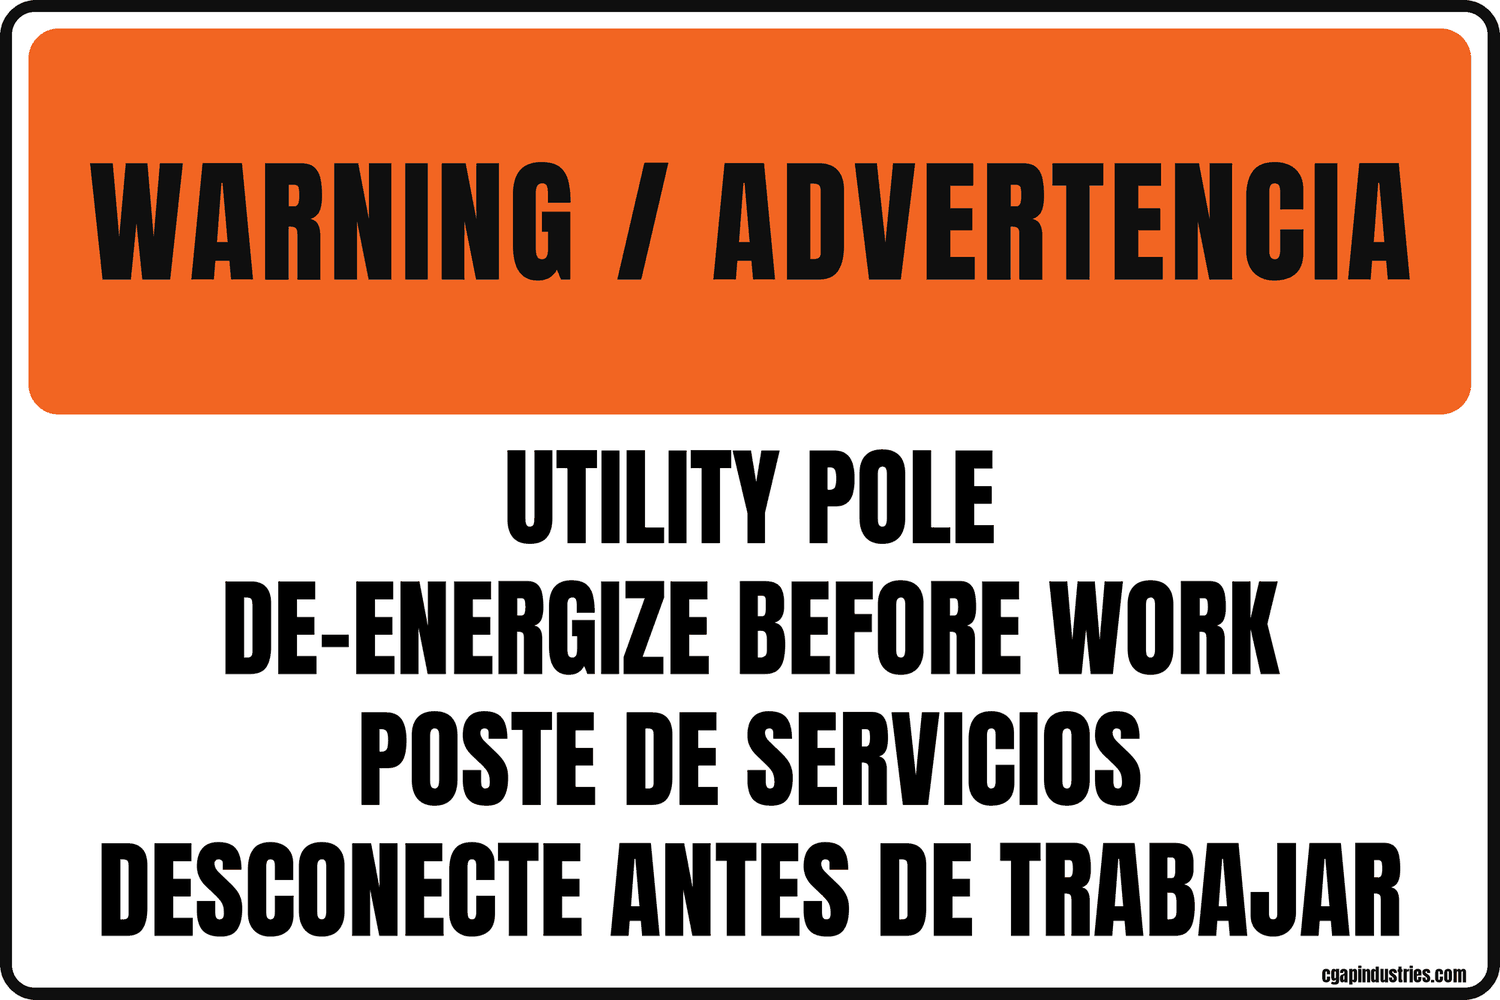 WARNING / ADVERTENCIA
UTILITY POLE
DE-ENERGIZE BEFORE WORK
POSTE DE SERVICIOS
DESCONECTE ANTES DE TRABAJAR
cgapindustries.com